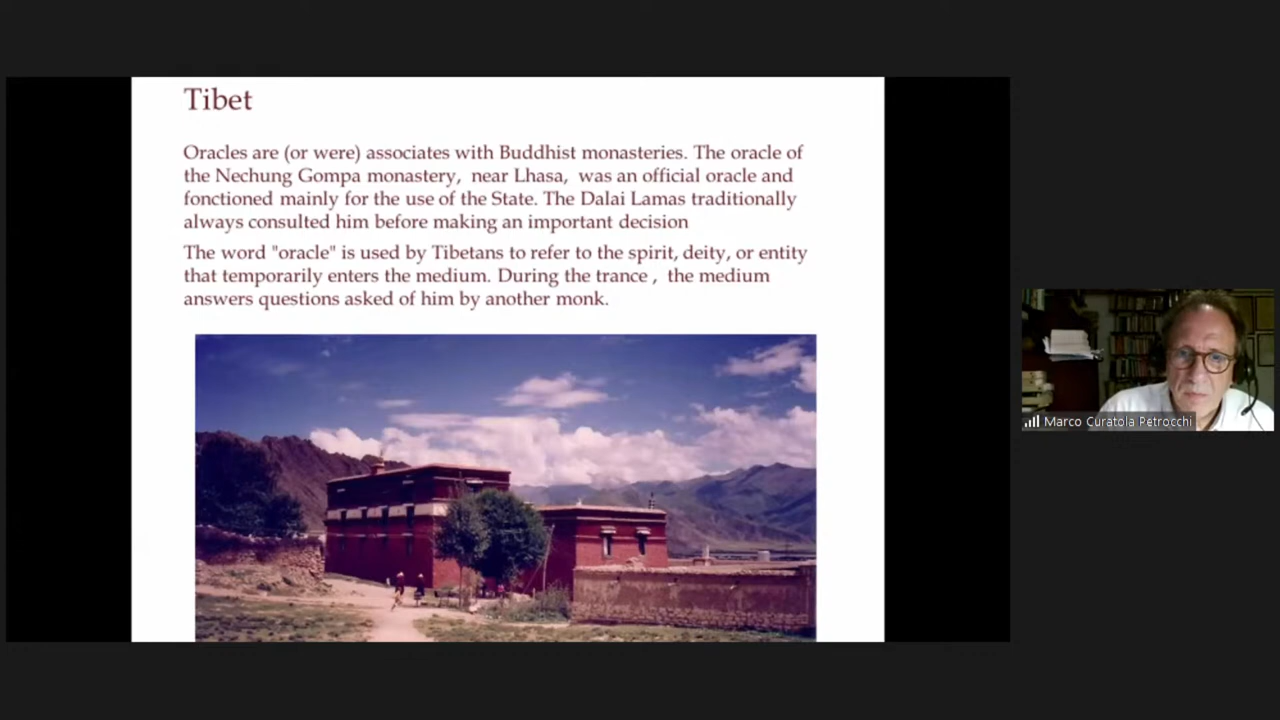 Tibet
Oracles are (or were) associates with Buddhist monasteries. The oracle of
the Nechung Gompa monastery, near Lhasa, was an official oracle and
fonctioned mainly for the use of the State. The Dalai Lamas traditionally
always consulted him before making an important decision
The word "oracle" is used by Tibetans to refer to the spirit, deity, or entity
that temporarily enters the medium. During the trance , the medium
answers questions asked of him by another monk.
Marco Curatola Petrocchi